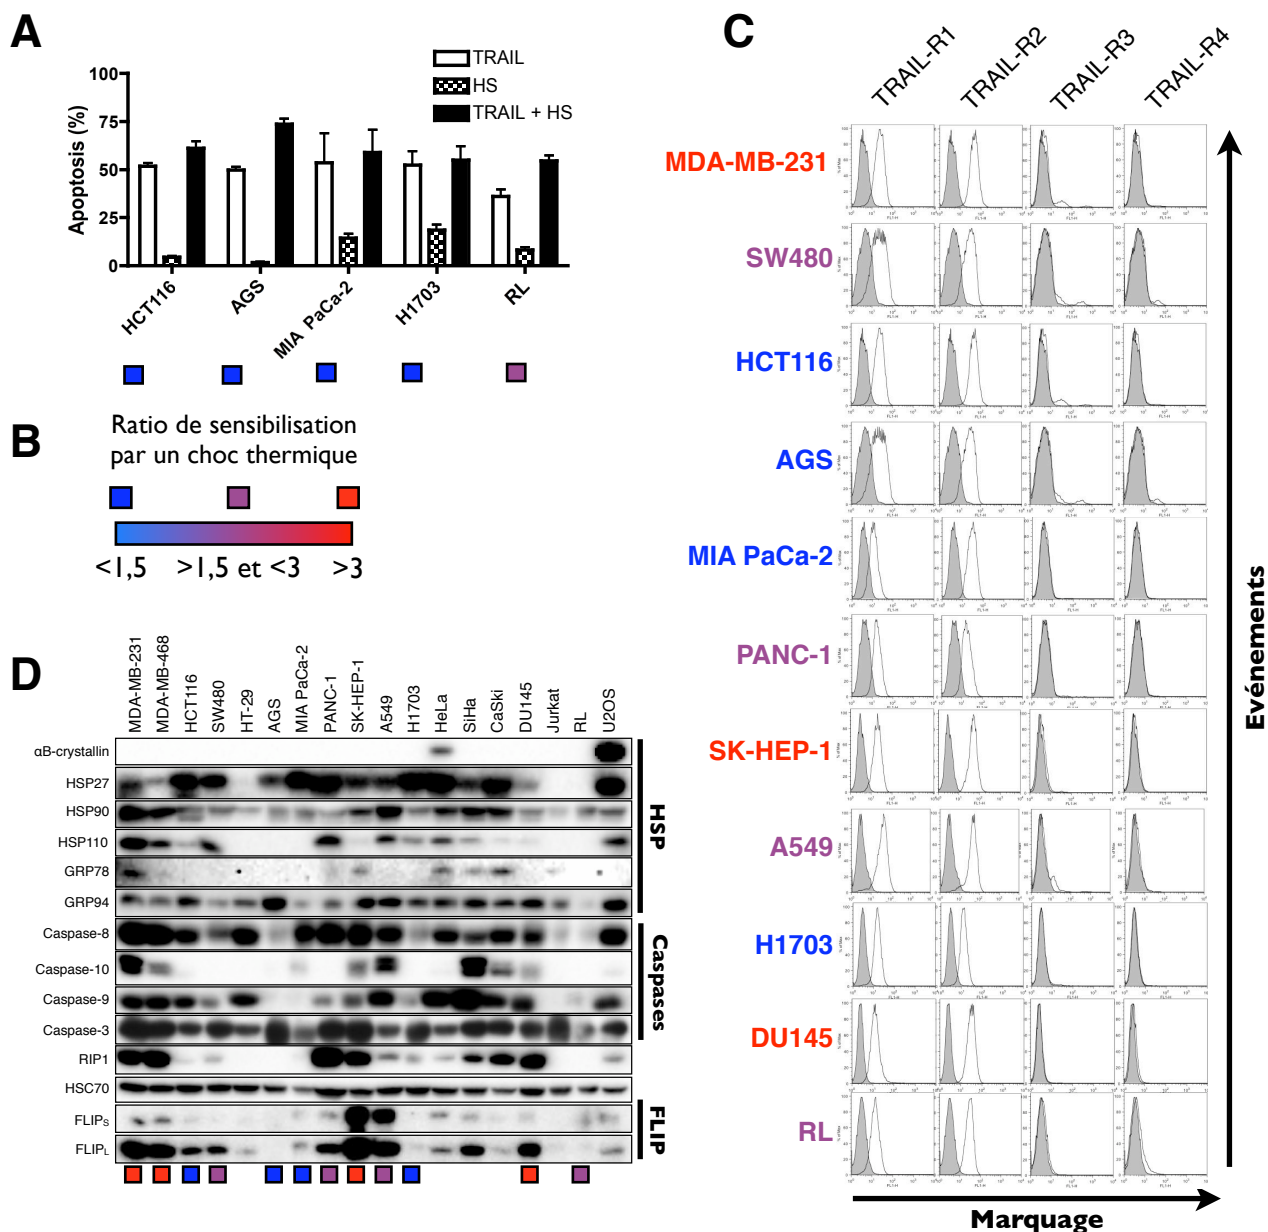 A
TRAIL
HS
TRAIL + HS
Apoptosis (%)
100
75
50
25
0
HCT116
AGS
MIA PaCa-2
H1703
RL
B
Ratio de sensibilisation
par un choc thermique
<1,5
>1,5 et <3
>3
C
TRAIL-R1
TRAIL-R2
TRAIL-R3
TRAIL-R4
MDA-MB-231
SW480
HCT116
AGS
MIA PaCa-2
PANC-1
SK-HEP-1
A549
H1703
DU145
RL
Evénements
Marquage
D
MDA-MB-231
MDA-MB-468
HCT116
SW480
HT-29
AGS
MIA PaCa-2
PANC-1
SK-HEP-1
A549
H1703
HeLa
SiHa
CaSki
DU145
Jurkat
RL
U2OS
αB-crystallin
HSP27
HSP90
HSP110
GRP78
GRP94
HSP
Caspase-8
Caspase-10
Caspase-9
Caspase-3
Caspases
RIP1
HSC70
FLIPS
FLIPL
FLIP